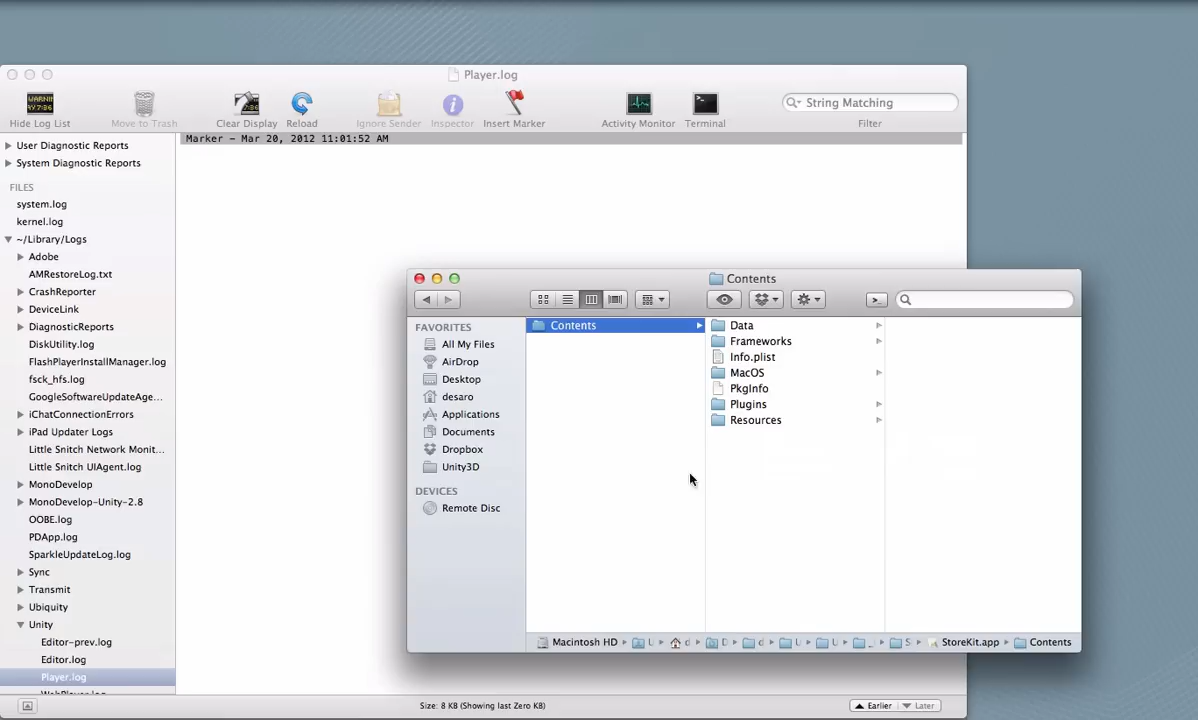 Player.log
WARNIN
RY 7:36
Hide Log List
Move to Trash
Clear Display
Reload
Ignore Sender
Inspector
Insert Marker
Activity Monitor
Terminal
String Matching
Filter
Marker - Mar 20, 2012 11:01:52 AM
User Diagnostic Reports
System Diagnostic Reports
FILES
system.log
kernel.log
~/Library/Logs
Adobe
AMRestoreLog.txt
CrashReporter
DeviceLink
DiagnosticReports
DiskUtility.log
FlashPlayerInstallManager.log
fsck_hfs.log
GoogleSoftwareUpdateAge...
iChatConnectionErrors
iPad Updater Logs
Little Snitch Network Monit...
Little Snitch UIAgent.log
MonoDevelop
MonoDevelop-Unity-2.8
OOBE.log
PDApp.log
SparkleUpdateLog.log
Sync
Transmit
Ubiquity
Unity
Editor-prev.log
Editor.log
Player.log
WebPlayer.log
Size: 8 KB (Showing last Zero KB)
Earlier
Later
Contents
FAVORITES
All My Files
AirDrop
Desktop
desaro
Applications
Documents
Dropbox
Unity3D
DEVICES
Remote Disc
Contents
Data
Frameworks
Info.plist
MacOS
PkgInfo
Plugins
Resources
Macintosh HD
StoreKit.app
Contents